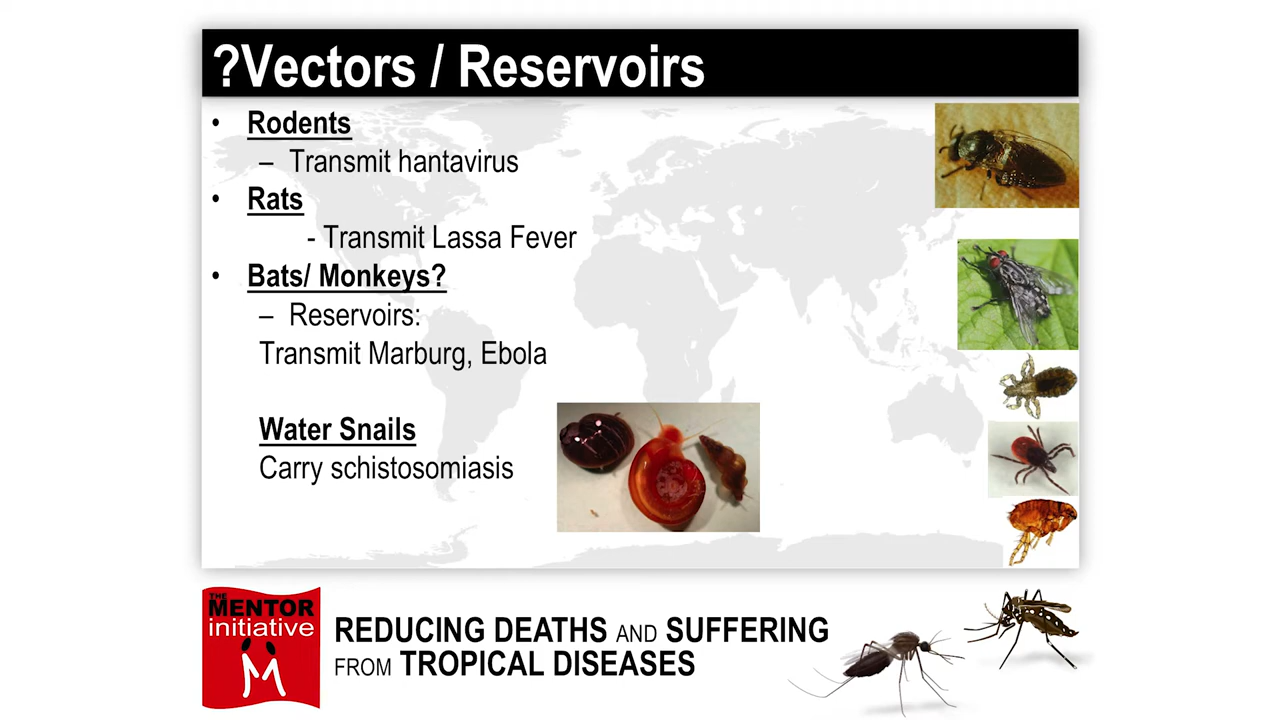 ?Vectors / Reservoirs
• Rodents
– Transmit hantavirus
• Rats
- Transmit Lassa Fever
• Bats/ Monkeys?
– Reservoirs:
Transmit Marburg, Ebola
Water Snails
Carry schistosomiasis
THE
MENTOR
initiative
REDUCING DEATHS AND SUFFERING
FROM TROPICAL DISEASES